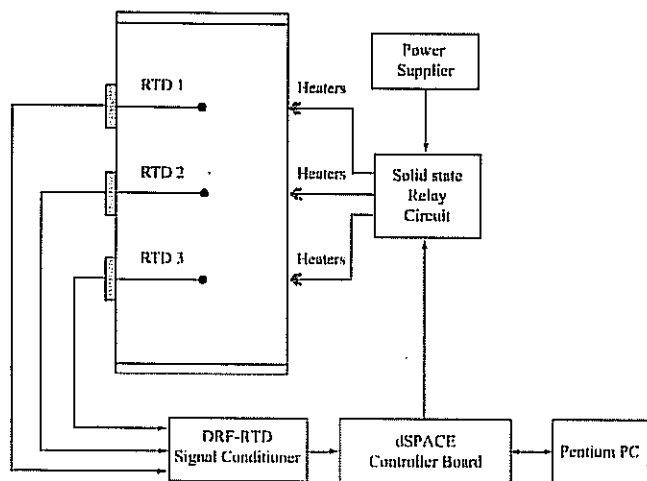 RTD 1
Heaters
Power
Supplier
RTD 2
Heaters
Solid state
Relay
Circuit
RTD 3
Heaters
DRF-RTD
Signal Conditioner
dSPACE
Controller Board
Pentium PC